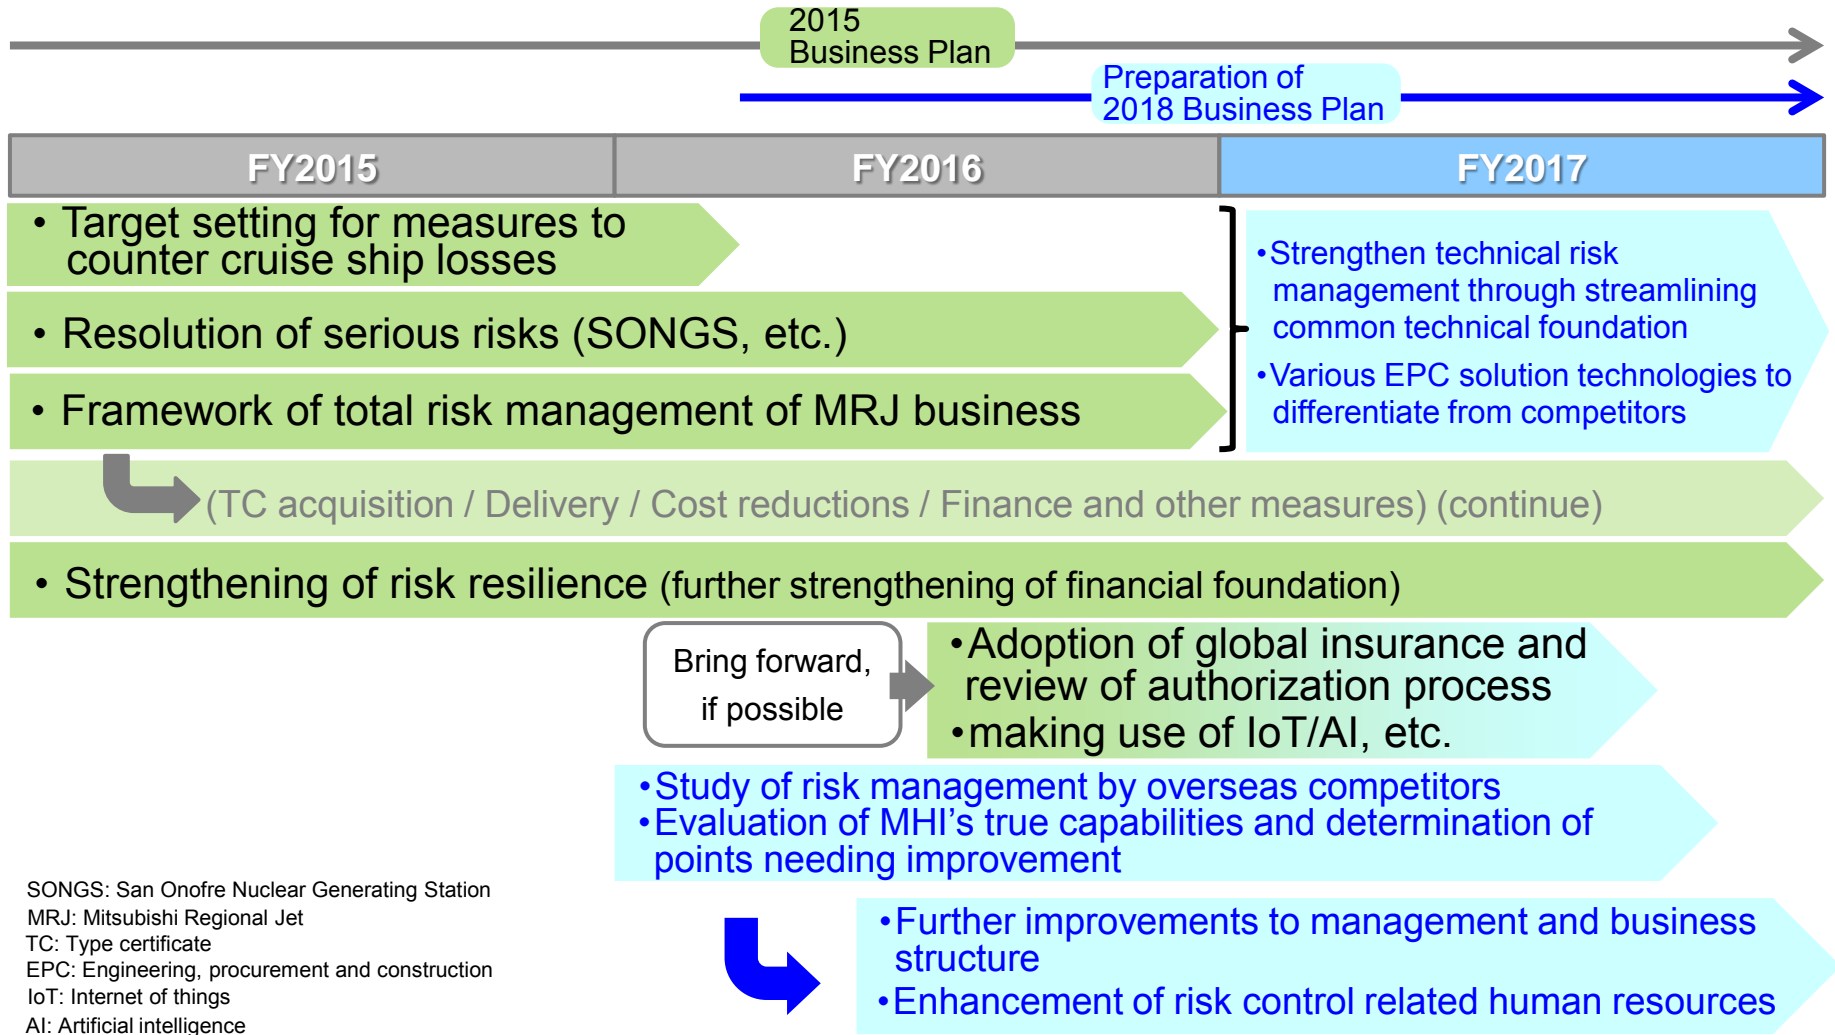 2015
Business Plan
Preparation of
2018 Business Plan
FY2015
FY2016
FY2017
• Target setting for measures to
counter cruise ship losses
• Resolution of serious risks (SONGS, etc.)
• Framework of total risk management of MRJ business
•Strengthen technical risk
management through streamlining
common technical foundation
•Various EPC solution technologies to
differentiate from competitors
(TC acquisition / Delivery / Cost reductions / Finance and other measures) (continue)
• Strengthening of risk resilience (further strengthening of financial foundation)
Bring forward,
if possible
•Adoption of global insurance and
review of authorization process
•making use of IoT/AI, etc.
•Study of risk management by overseas competitors
•Evaluation of MHI’s true capabilities and determination of
points needing improvement
•Further improvements to management and business
structure
•Enhancement of risk control related human resources
SONGS: San Onofre Nuclear Generating Station
MRJ: Mitsubishi Regional Jet
TC: Type certificate
EPC: Engineering, procurement and construction
IoT: Internet of things
AI: Artificial intelligence